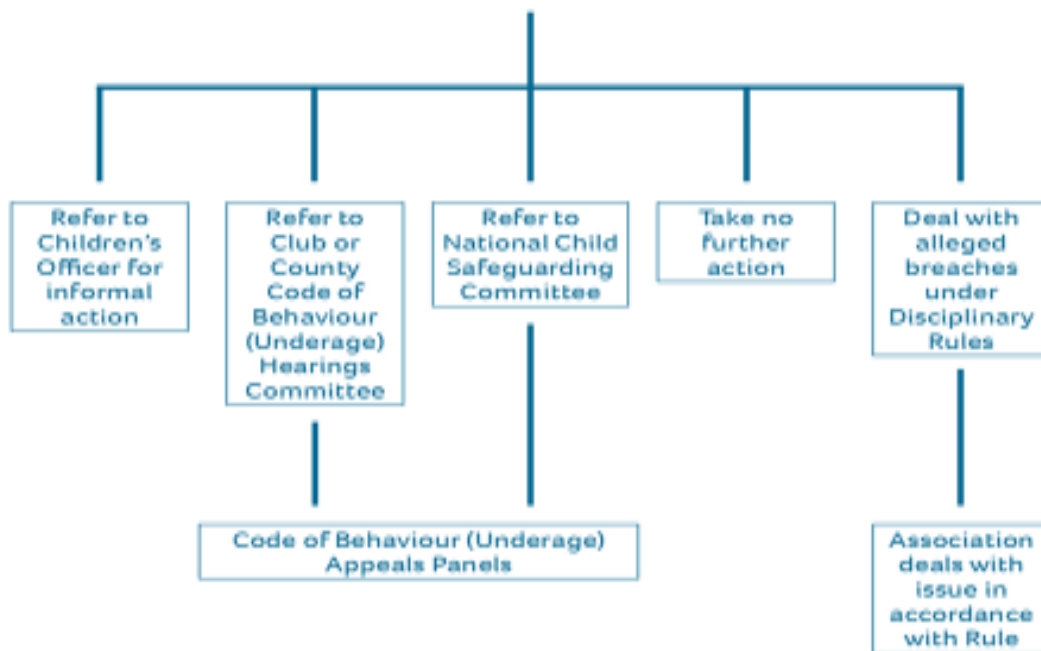 Refer to
Children's
Officer for
informal
action
Refer to
Club or
County
Code of
Behaviour
(Underage)
Hearings
Committee
Refer to
National Child
Safeguarding
Committee
Take no
further
action
Deal with
alleged
breaches
under
Disciplinary
Rules
Code of Behaviour (Underage)
Appeals Panels
Association
deals with
issue in
accordance
with Rule